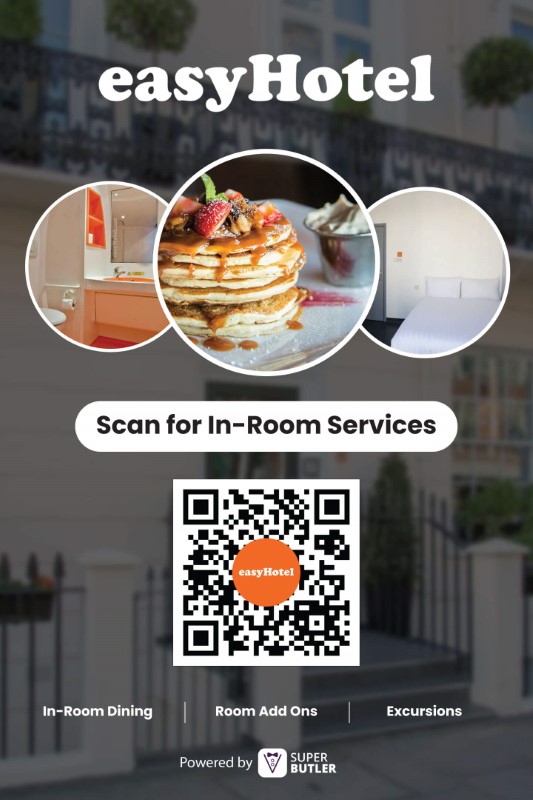 easyHotel
Scan for In-Room Services
easyHotel
In-Room Dining | Room Add Ons | Excursions
Powered by SUPER
BUTLER